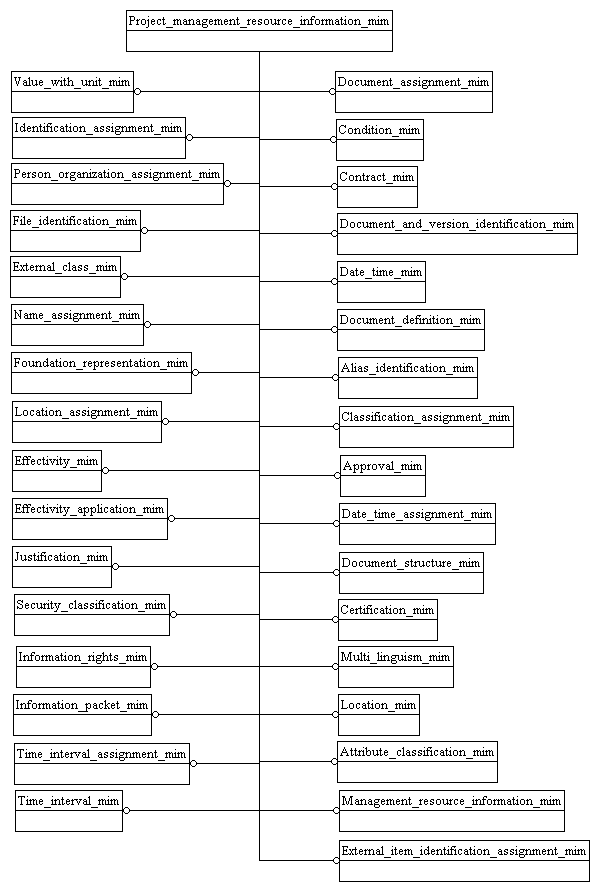 Project_management_resource_information_mim
Value_with_unit_mim
Document_assignment_mim
Identification_assignment_mim
Condition_mim
Person_organization_assignment_mim
Contract_mim
File_identification_mim
Document_and_version_identification_mim
External_class_mim
Date_time_mim
Name_assignment_mim
Document_definition_mim
Foundation_representation_mim
Alias_identification_mim
Location_assignment_mim
Classification_assignment_mim
Effectivity_mim
Approval_mim
Effectivity_application_mim
Date_time_assignment_mim
Justification_mim
Document_structure_mim
Security_classification_mim
Certification_mim
Information_rights_mim
Multi_linguism_mim
Information_packet_mim
Location_mim
Time_interval_assignment_mim
Attribute_classification_mim
Time_interval_mim
Management_resource_information_mim
External_item_identification_assignment_mim